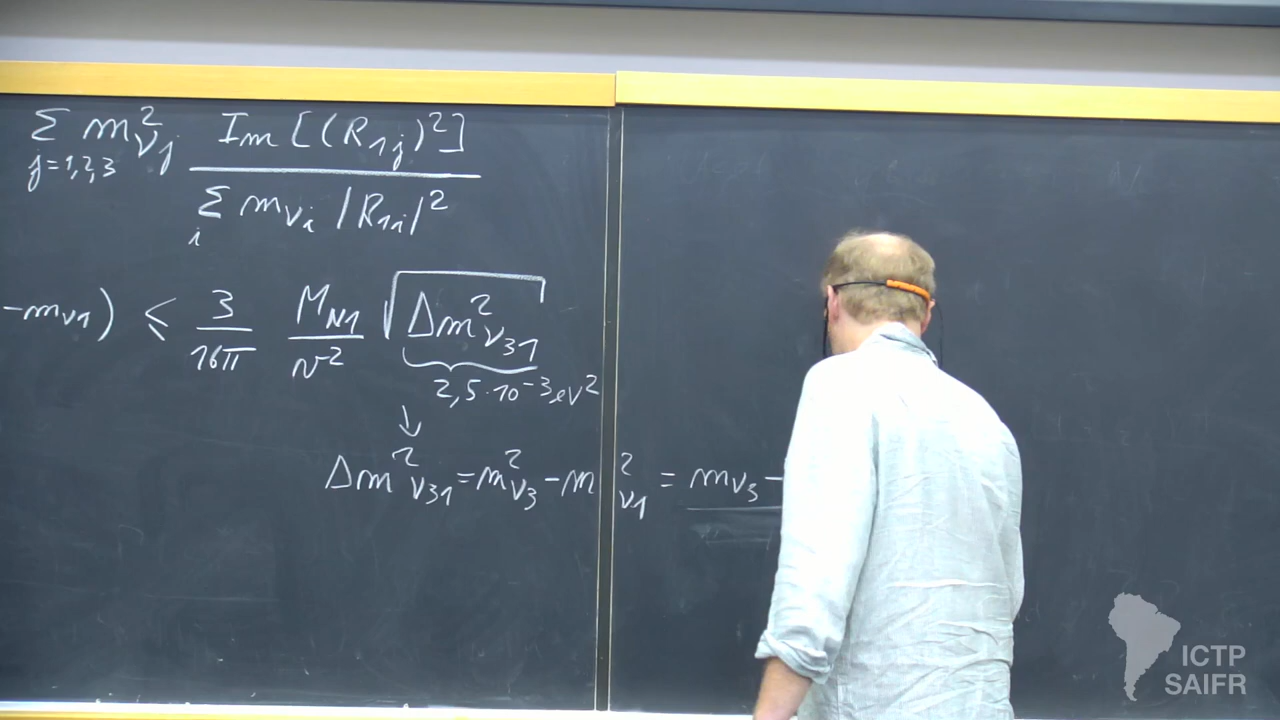 Σ m²_νj Im[(R_1j)²]
j=1,2,3
Σ m_νi |R_1i|²
i
-m_ν1) ≤ 3/16π M_N1/v² √Δm²_ν31
2,5·10⁻³ eV²
↓
Δm²_ν31 = m²_ν3 - m²_ν1 = m_ν3 -
ICTP
SAIFR